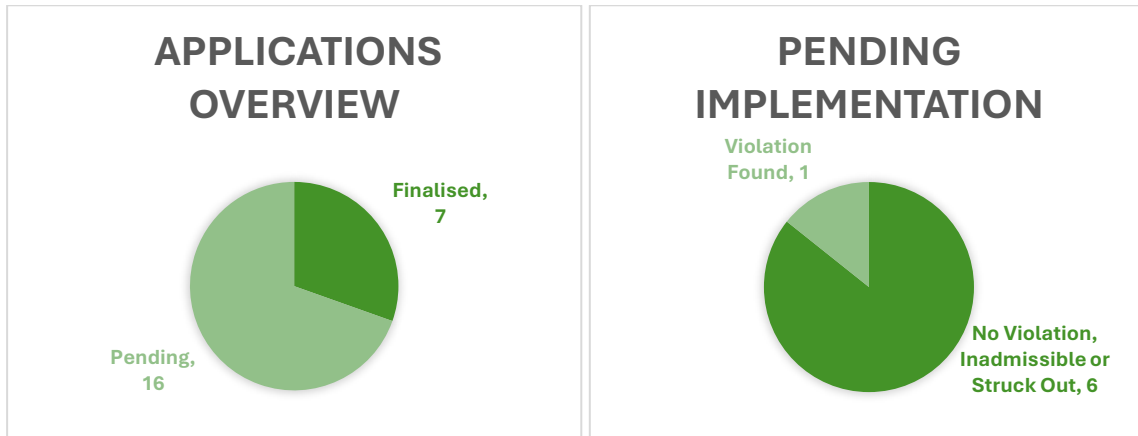 APPLICATIONS
OVERVIEW
Finalised,
7
Pending,
16
PENDING
IMPLEMENTATION
Violation
Found, 1
No Violation,
Inadmissible or
Struck Out, 6